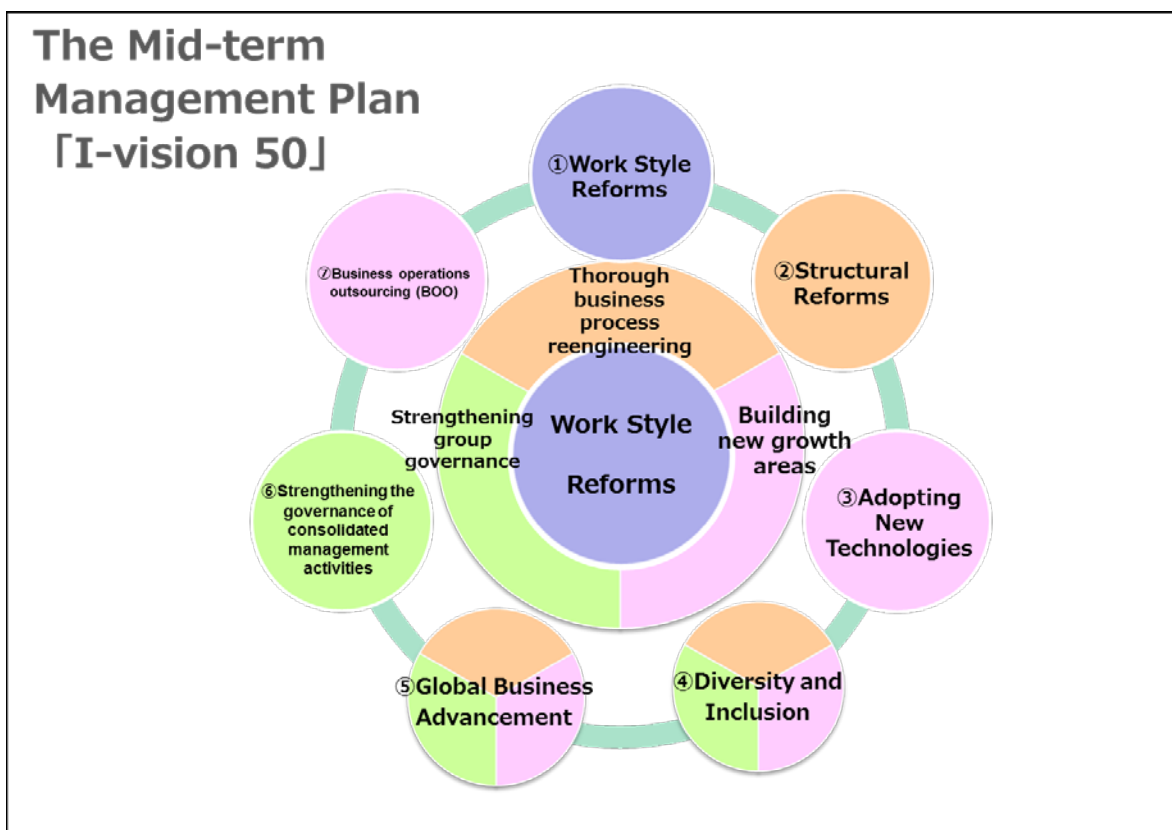 The Mid-term
Management Plan
「I-vision 50」
①Work Style
Reforms
②Structural
Reforms
③Adopting
New
Technologies
④Diversity and
Inclusion
⑤Global Business
Advancement
⑥Strengthening the
governance of
consolidated
management
activities
⑦Business operations
outsourcing (BOO)
Thorough
business
process
reengineering
Building
new growth
areas
Strengthening
group
governance
Work Style
Reforms